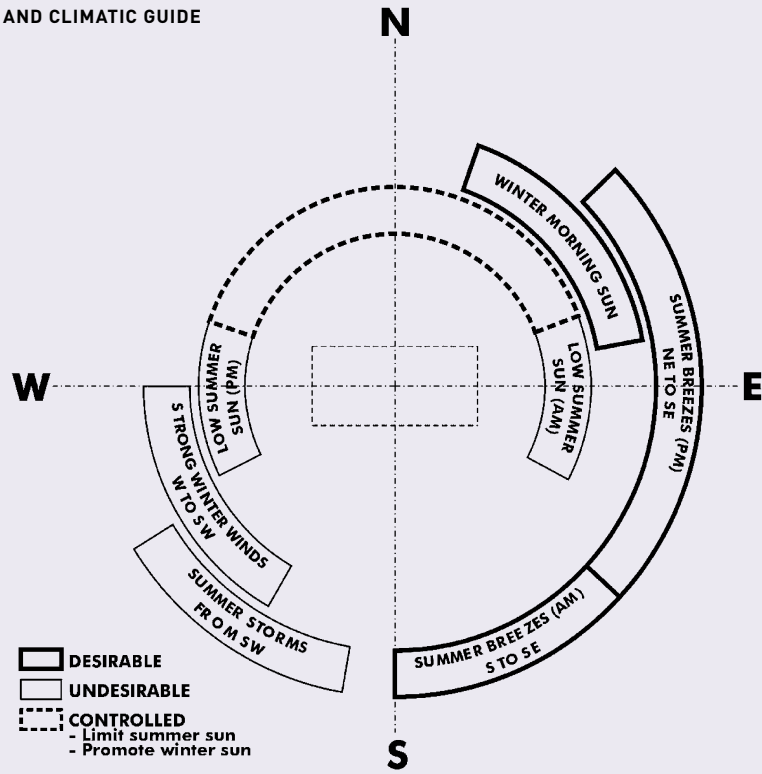 AND CLIMATIC GUIDE
N
WINTER MORNING SUN
SUMMER BREEZES (PM)
NE TO SE
LOW SUMMER
SUN (PM)
LOW SUMMER
SUN (AM)
W
E
STRONG WINTER WINDS
W TO SW
SUMMER STORMS
FROM SW
SUMMER BREEZES (AM)
S TO SE
DESIRABLE
UNDESIRABLE
CONTROLLED
- Limit summer sun
- Promote winter sun
S